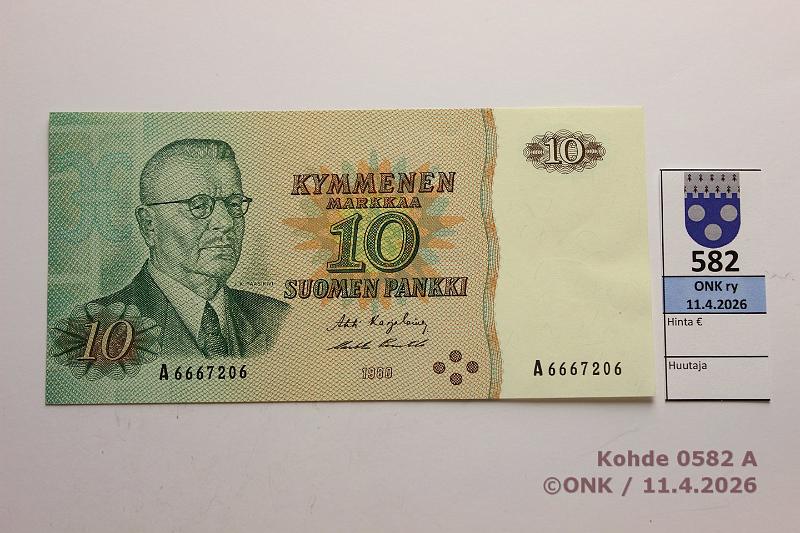 10
KYMMENEN
MARKKAA
10
SUOMEN PANKKI
10
A6667206
1980
A6667206
582
ONK ry
11.4.2026
Hinta €
Huutaja
Kohde 0582 A
©ONK / 11.4.2026